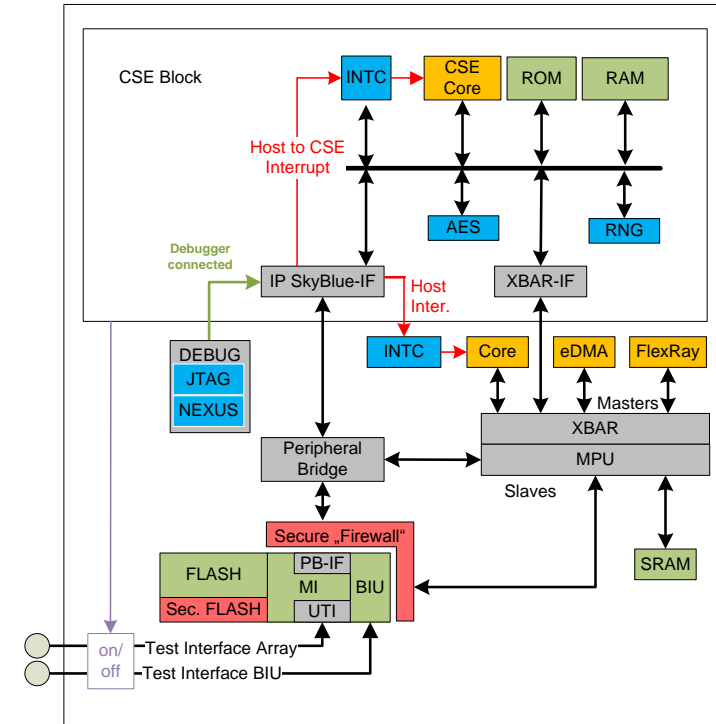 CSE Block
INTC
CSE
Core
ROM
RAM
Host to CSE
Interrupt
AES
RNG
Debugger
connected
IP SkyBlue-IF
XBAR-IF
Host
Inter.
DEBUG
JTAG
NEXUS
INTC
Core
eDMA
FlexRay
Masters
XBAR
MPU
Peripheral
Bridge
Slaves
Secure „Firewall“
FLASH
PB-IF
MI
BIU
SRAM
Sec. FLASH
UTI
on/
off
Test Interface Array
Test Interface BIU